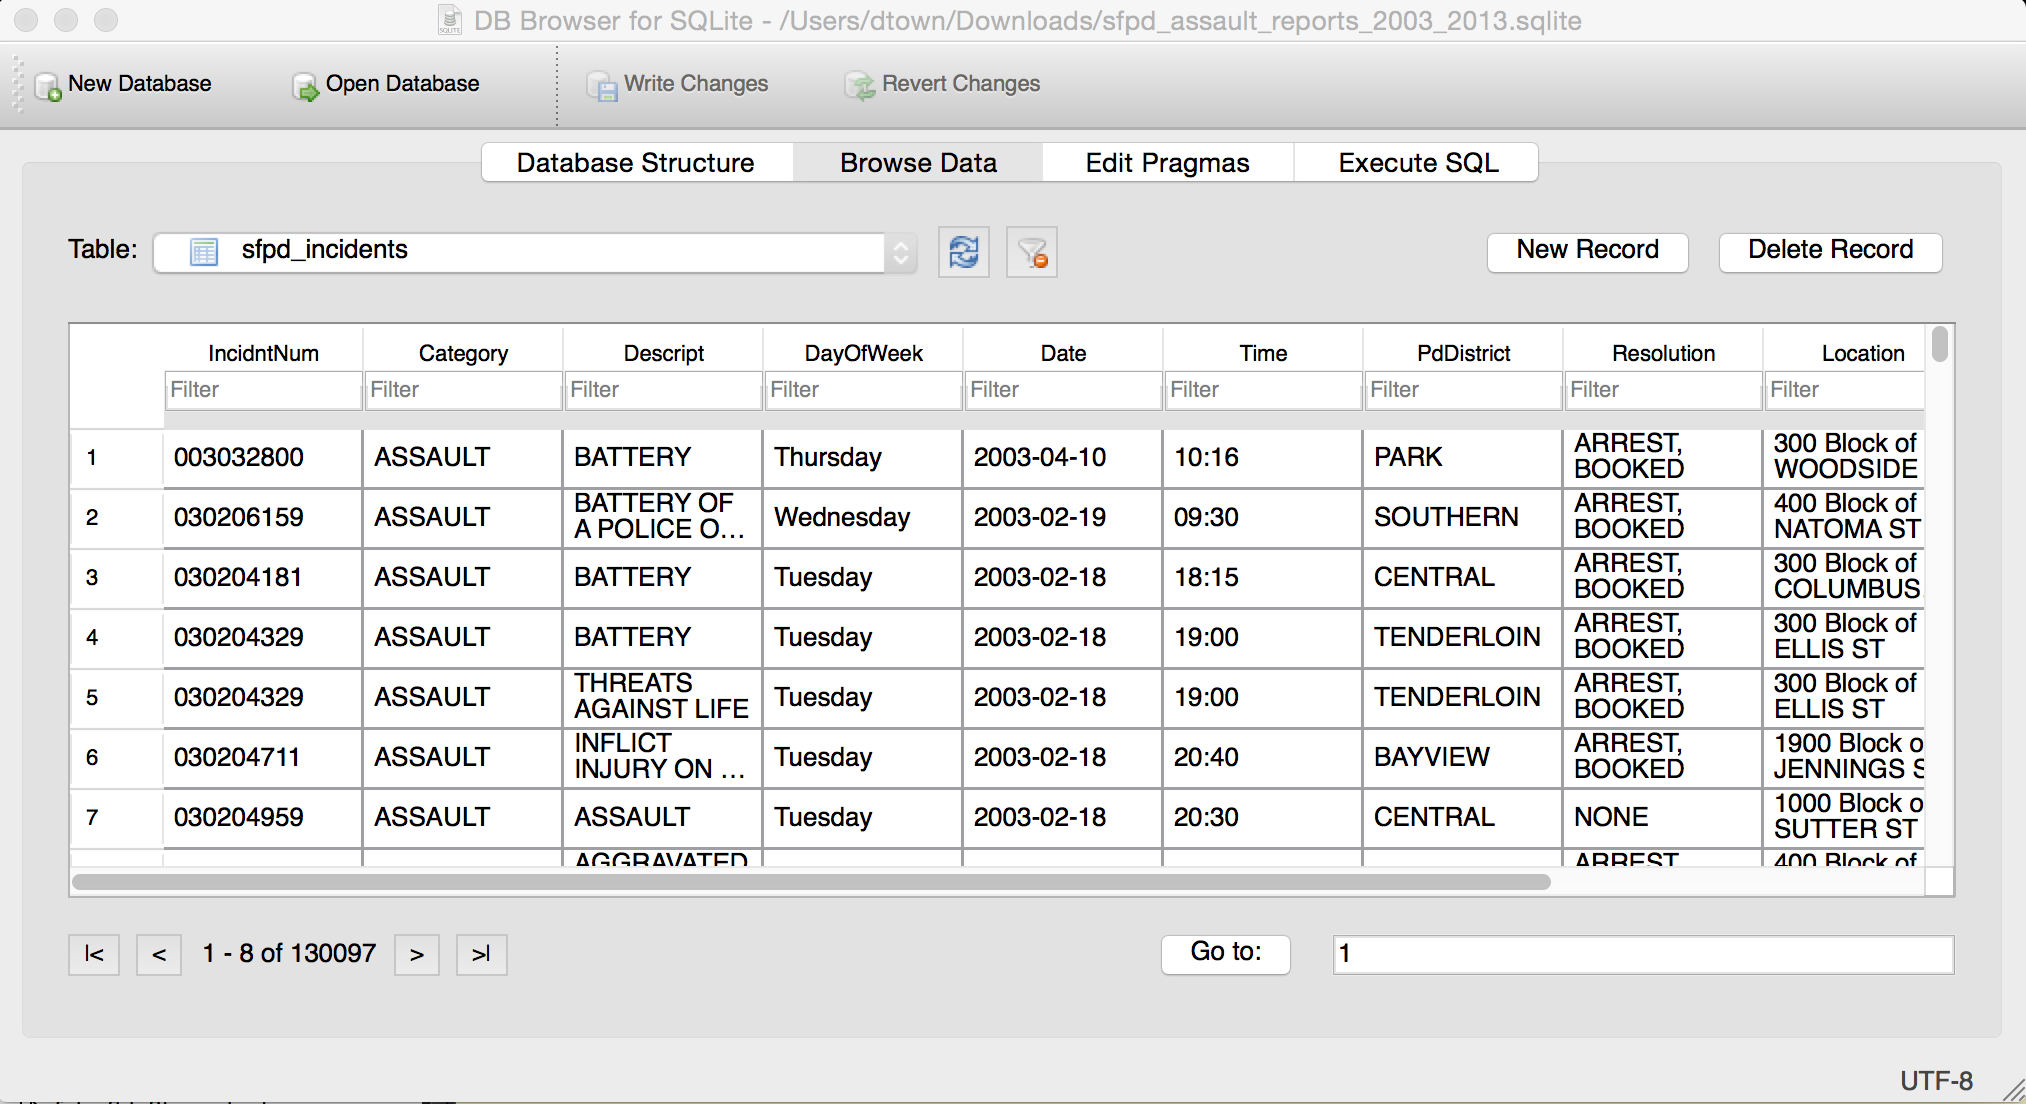 DB Browser for SQLite - /Users/dtown/Downloads/sfpd_assault_reports_2003_2013.sqlite
New Database Open Database Write Changes Revert Changes
Database Structure Browse Data Edit Pragmas Execute SQL
Table: sfpd_incidents New Record Delete Record
IncidntNum Category Descript DayOfWeek Date Time PdDistrict Resolution Location
Filter Filter Filter Filter Filter Filter Filter Filter Filter
1 003032800 ASSAULT BATTERY Thursday 2003-04-10 10:16 PARK ARREST, BOOKED 300 Block of WOODSIDE
2 030206159 ASSAULT BATTERY OF A POLICE O... Wednesday 2003-02-19 09:30 SOUTHERN ARREST, BOOKED 400 Block of NATOMA ST
3 030204181 ASSAULT BATTERY Tuesday 2003-02-18 18:15 CENTRAL ARREST, BOOKED 300 Block of COLUMBUS
4 030204329 ASSAULT BATTERY Tuesday 2003-02-18 19:00 TENDERLOIN ARREST, BOOKED 300 Block of ELLIS ST
5 030204329 ASSAULT THREATS AGAINST LIFE Tuesday 2003-02-18 19:00 TENDERLOIN ARREST, BOOKED 300 Block of ELLIS ST
6 030204711 ASSAULT INFLICT INJURY ON ... Tuesday 2003-02-18 20:40 BAYVIEW ARREST, BOOKED 1900 Block o JENNINGS S
7 030204959 ASSAULT ASSAULT Tuesday 2003-02-18 20:30 CENTRAL NONE 1000 Block o SUTTER ST
AGGRAVATED ARREST, 400 Block of
|< < 1 - 8 of 130097 > >| Go to: 1
UTF-8